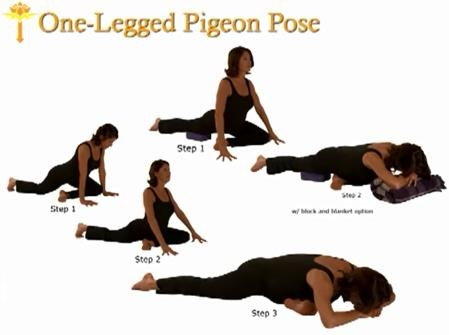 One-Legged Pigeon Pose
Step 1
Step 1
Step 2
w/ block and blanket option
Step 2
Step 3